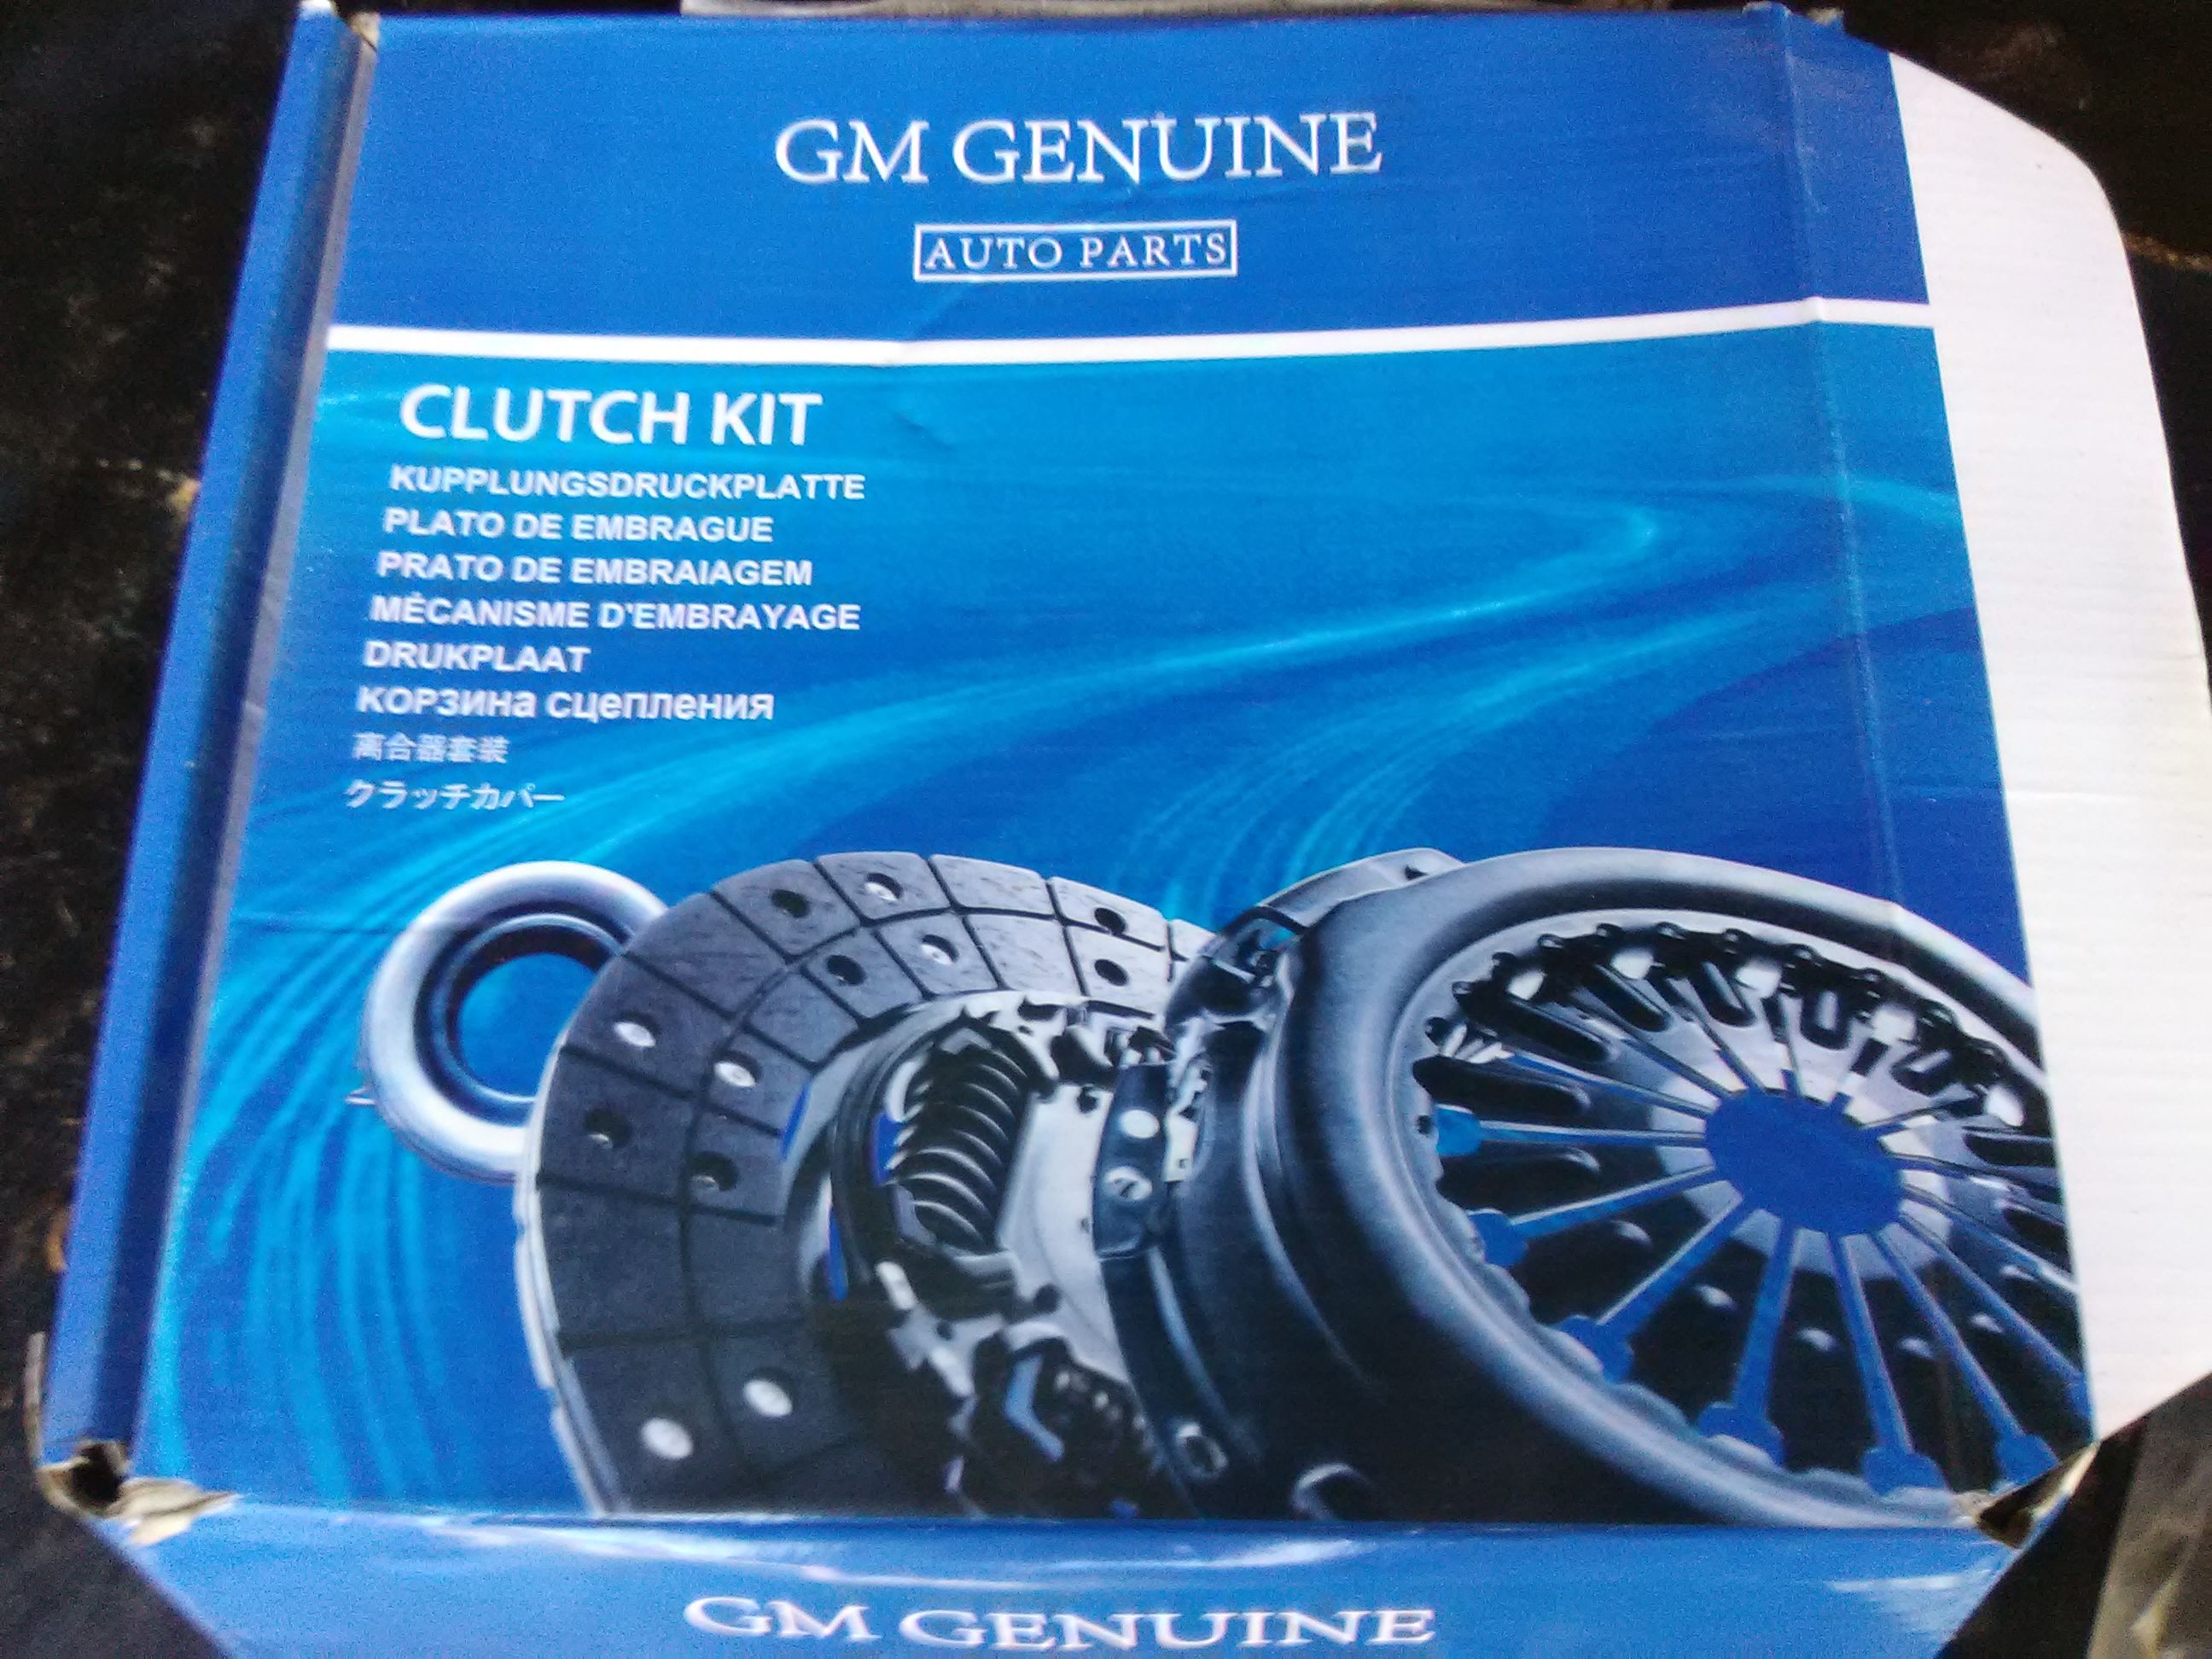 GM GENUINE
AUTO PARTS
CLUTCH KIT
KUPPLUNGSDRUCKPLATTE
PLATO DE EMBRAGUE
PRATO DE EMBRAIAGEM
MÉCANISME D'EMBRAYAGE
DRUKPLAAT
КОРЗИНа сцепления
离合器套装
クラッチカバー
GM GENUINE